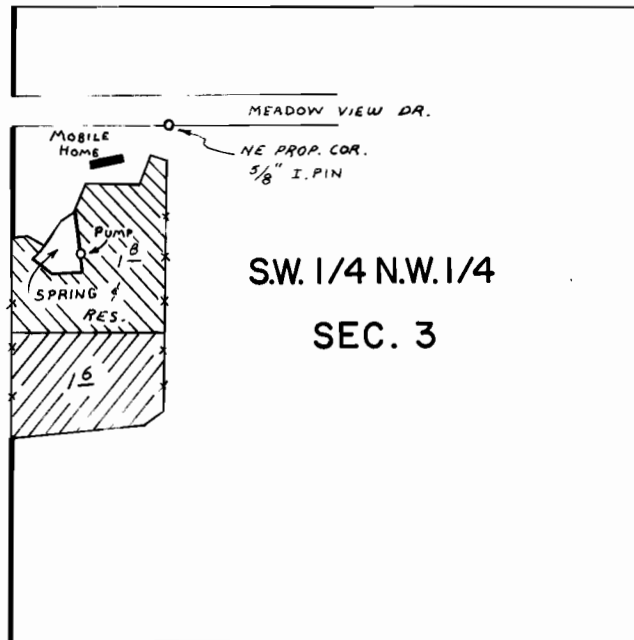 MEADOW VIEW DR.
MOBILE
HOME
NE PROP. COR.
5/8" I. PIN
PUMP
1 8
SPRING &
RES.
S.W. 1/4 N.W. 1/4
SEC. 3
1 6